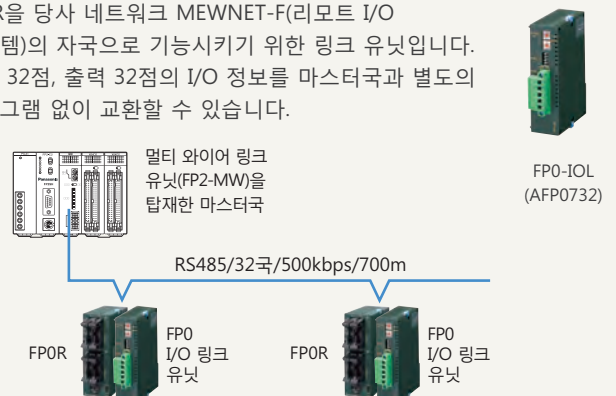 R을 당사 네트워크 MEWNET-F(리모트 I/O
템)의 자국으로 기능시키기 위한 링크 유닛입니다.
32점, 출력 32점의 I/O 정보를 마스터국과 별도의
그램 없이 교환할 수 있습니다.
FP0-IOL
(AFP0732)
멀티 와이어 링크
유닛(FP2-MW)을
탑재한 마스터국
Panasonic
RS485/32국/500kbps/700m
FP0R
FP0
I/O 링크
유닛
FP0R
FP0
I/O 링크
유닛